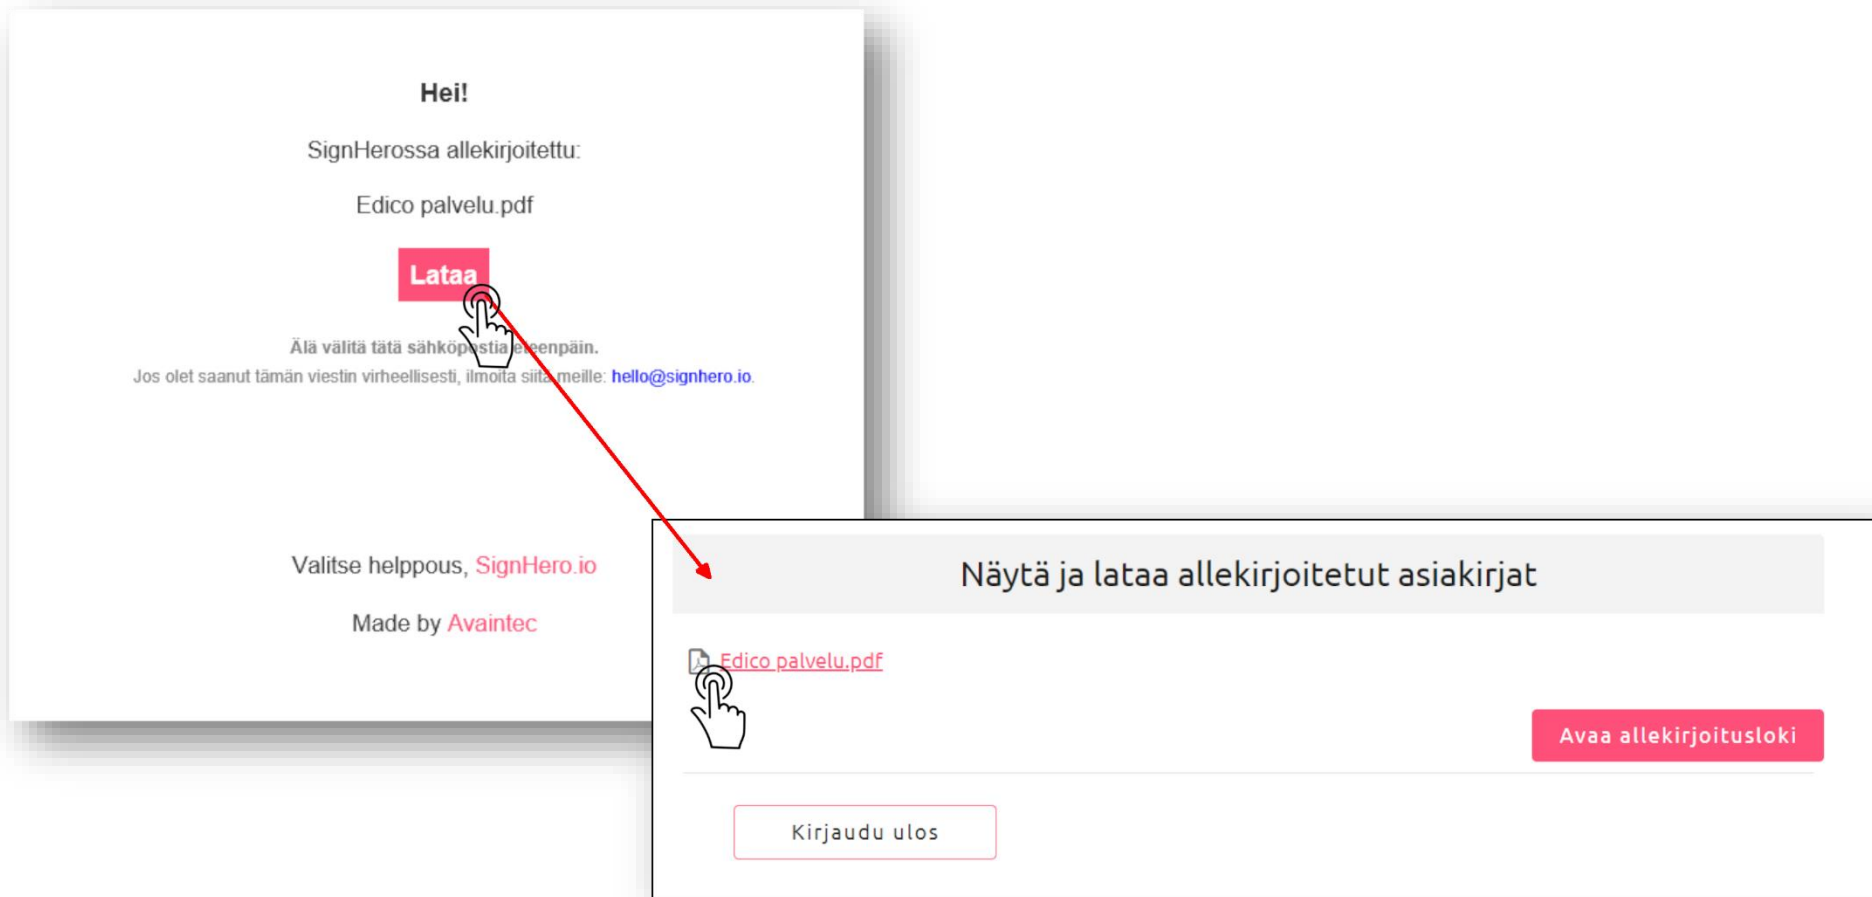 Hei!
SignHerossa allekirjoitettu:
Edico palvelu.pdf
Lataa
Älä välitä tätä sähköpostia eteenpäin.
Jos olet saanut tämän viestin virheellisesti, ilmoita siitä meille: hello@signhero.io.
Valitse helppous, SignHero.io
Made by Avaintec
Näytä ja lataa allekirjoitetut asiakirjat
Edico palvelu.pdf
Avaa allekirjoitusloki
Kirjaudu ulos